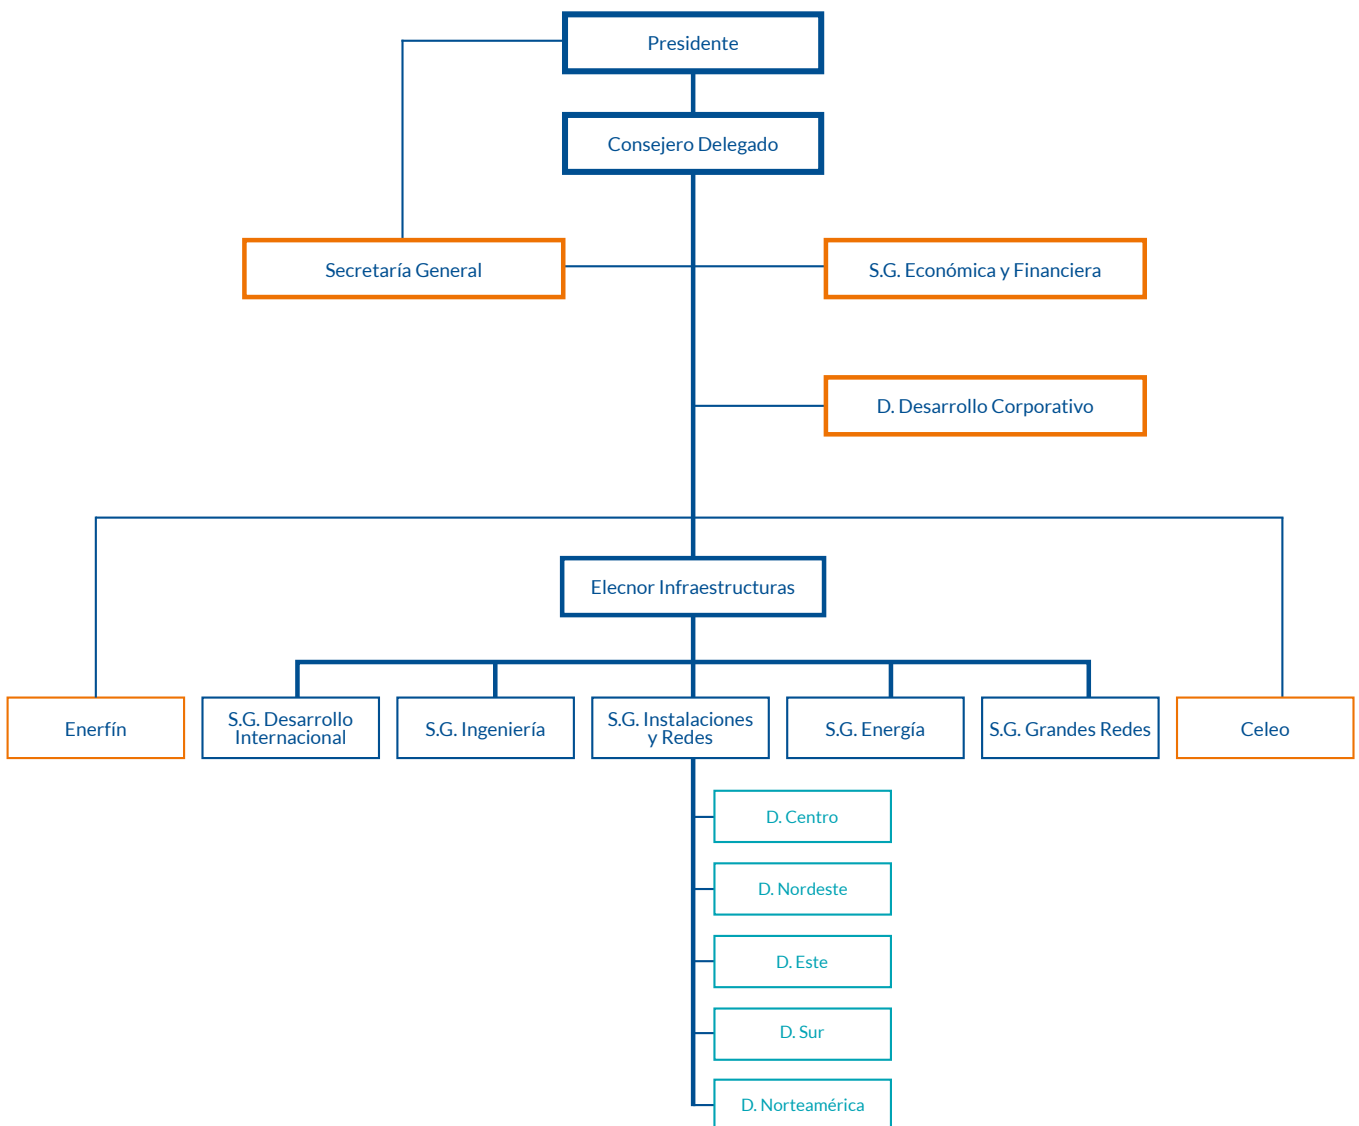 Presidente
Consejero Delegado
Secretaría General
S.G. Económica y Financiera
D. Desarrollo Corporativo
Elecnor Infraestructuras
Enerfín
S.G. Desarrollo
Internacional
S.G. Ingeniería
S.G. Instalaciones
y Redes
S.G. Energía
S.G. Grandes Redes
Celeo
D. Centro
D. Nordeste
D. Este
D. Sur
D. Norteamérica